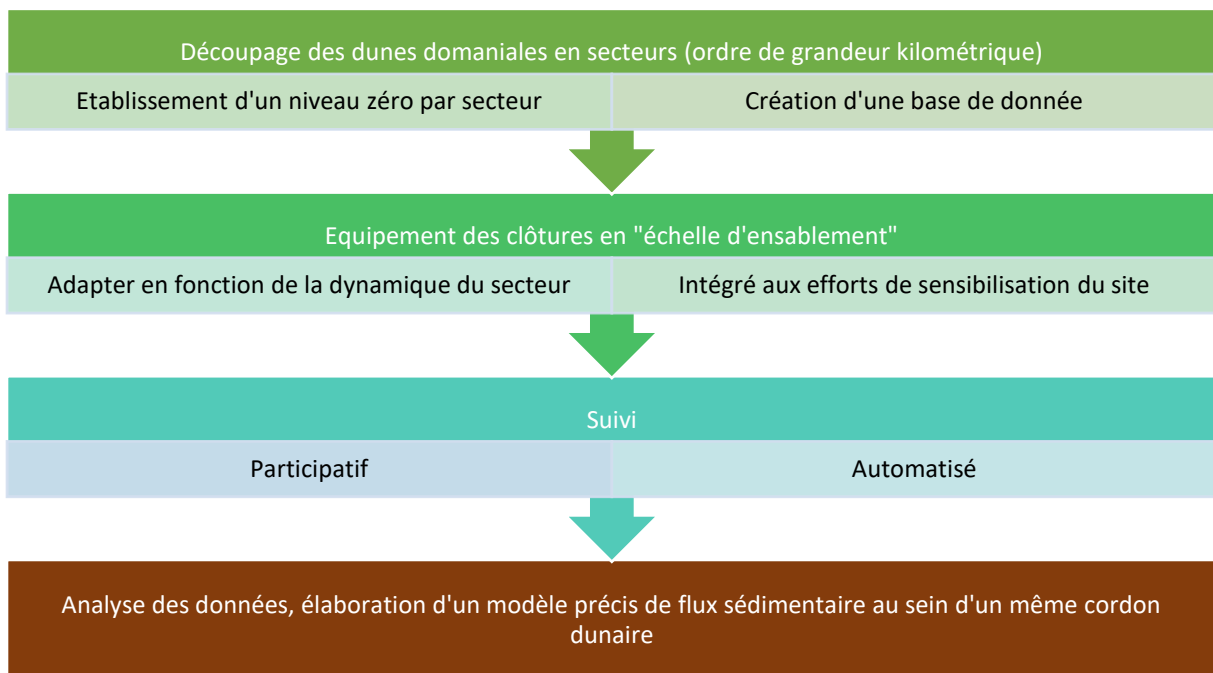 Découpage des dunes domaniales en secteurs (ordre de grandeur kilométrique)
Etablissement d'un niveau zéro par secteur
Création d'une base de donnée
Equipement des clôtures en "échelle d'ensablement"
Adapter en fonction de la dynamique du secteur
Intégré aux efforts de sensibilisation du site
Suivi
Participatif
Automatisé
Analyse des données, élaboration d'un modèle précis de flux sédimentaire au sein d'un même cordon
dunaire